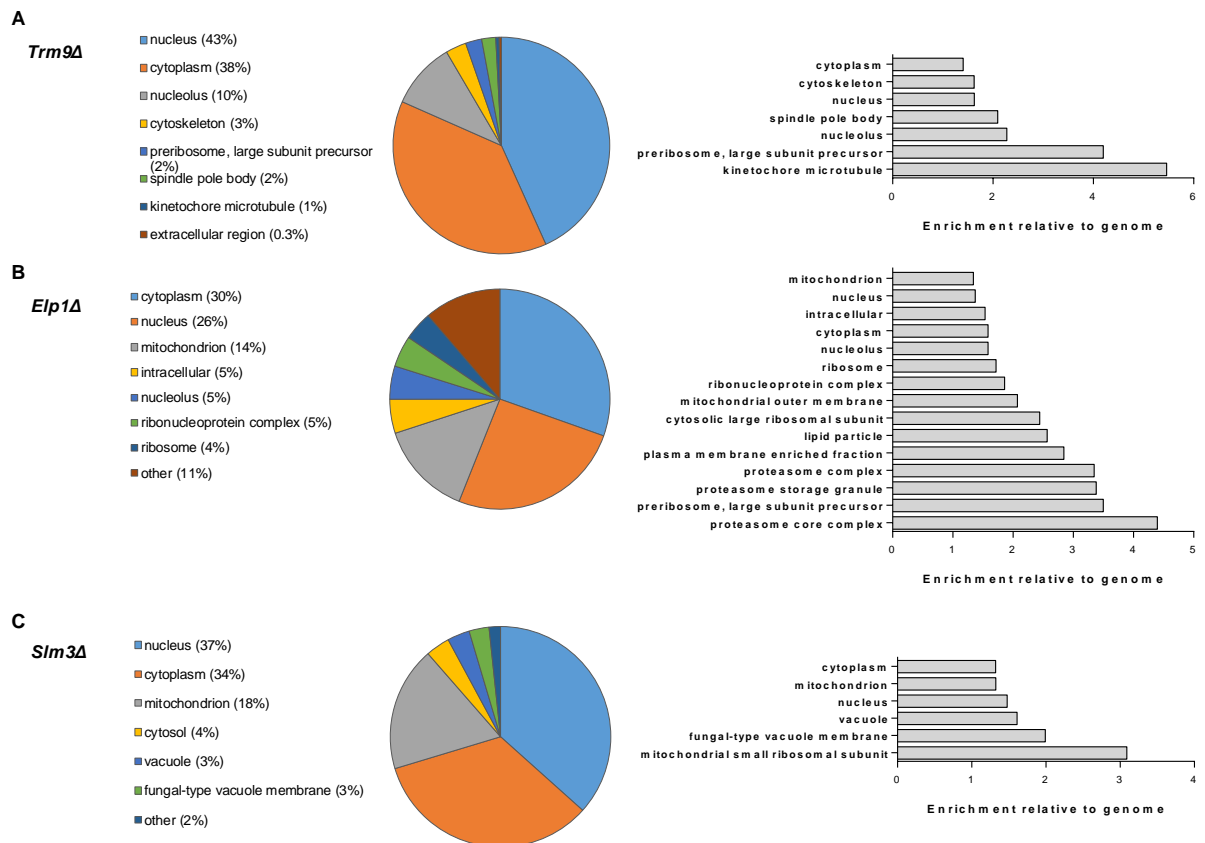 A
Trm9Δ
nucleus (43%)
cytoplasm (38%)
nucleolus (10%)
cytoskeleton (3%)
preribosome, large subunit precursor
(2%)
spindle pole body (2%)
kinetochore microtubule (1%)
extracellular region (0.3%)
cytoplasm
cytoskeleton
nucleus
spindle pole body
nucleolus
preribosome, large subunit precursor
kinetochore microtubule
0 2 4 6
Enrichment relative to genome
B
Elp1Δ
cytoplasm (30%)
nucleus (26%)
mitochondrion (14%)
intracellular (5%)
nucleolus (5%)
ribonucleoprotein complex (5%)
ribosome (4%)
other (11%)
mitochondrion
nucleus
intracellular
cytoplasm
nucleolus
ribosome
ribonucleoprotein complex
mitochondrial outer membrane
cytosolic large ribosomal subunit
lipid particle
plasma membrane enriched fraction
proteasome complex
proteasome storage granule
preribosome, large subunit precursor
proteasome core complex
0 1 2 3 4 5
Enrichment relative to genome
C
Slm3Δ
nucleus (37%)
cytoplasm (34%)
mitochondrion (18%)
cytosol (4%)
vacuole (3%)
fungal-type vacuole membrane (3%)
other (2%)
cytoplasm
mitochondrion
nucleus
vacuole
fungal-type vacuole membrane
mitochondrial small ribosomal subunit
0 1 2 3 4
Enrichment relative to genome